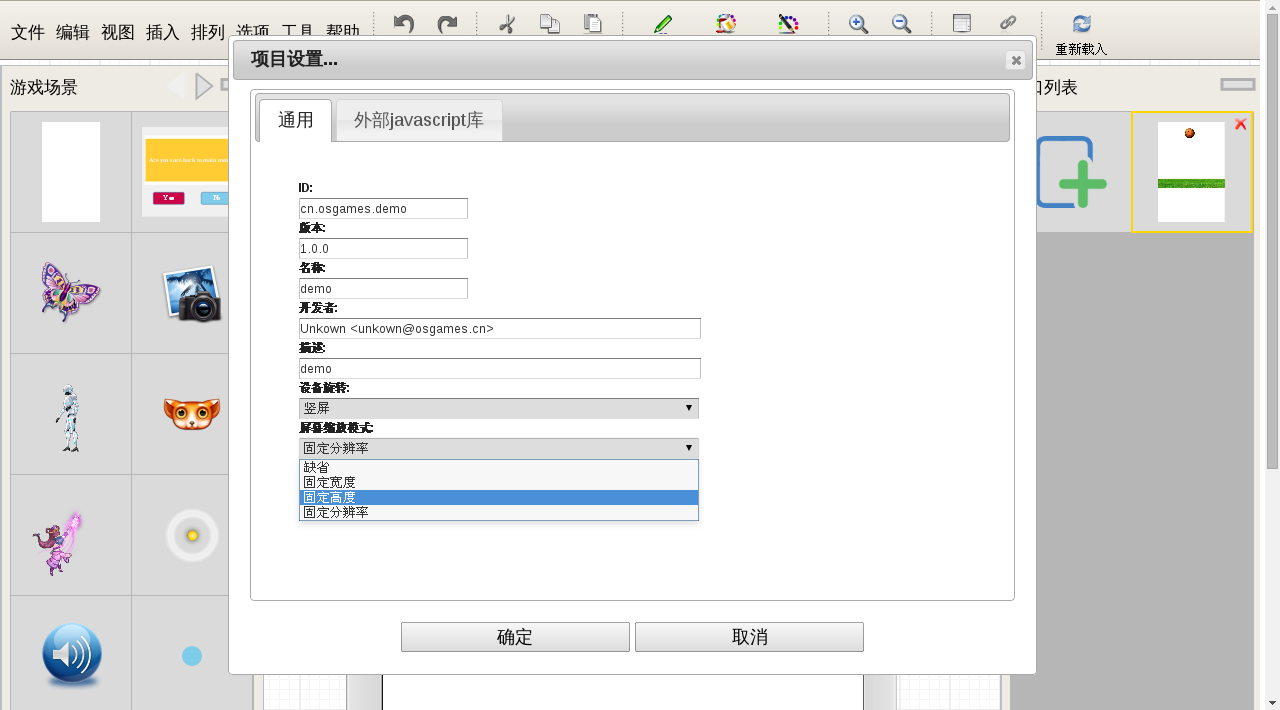 文件 编辑 视图 插入 排列 选项 工具 帮助
重新载入
项目设置...
游戏场景
口列表
通用
外部javascript库
Are you sure back to main menu
Yes
No
ID:
cn.osgames.demo
版本:
1.0.0
名称:
demo
开发者:
Unkown <unkown@osgames.cn>
描述:
demo
设备旋转:
竖屏
屏幕缩放模式:
固定分辨率
缺省
固定宽度
固定高度
固定分辨率
确定
取消